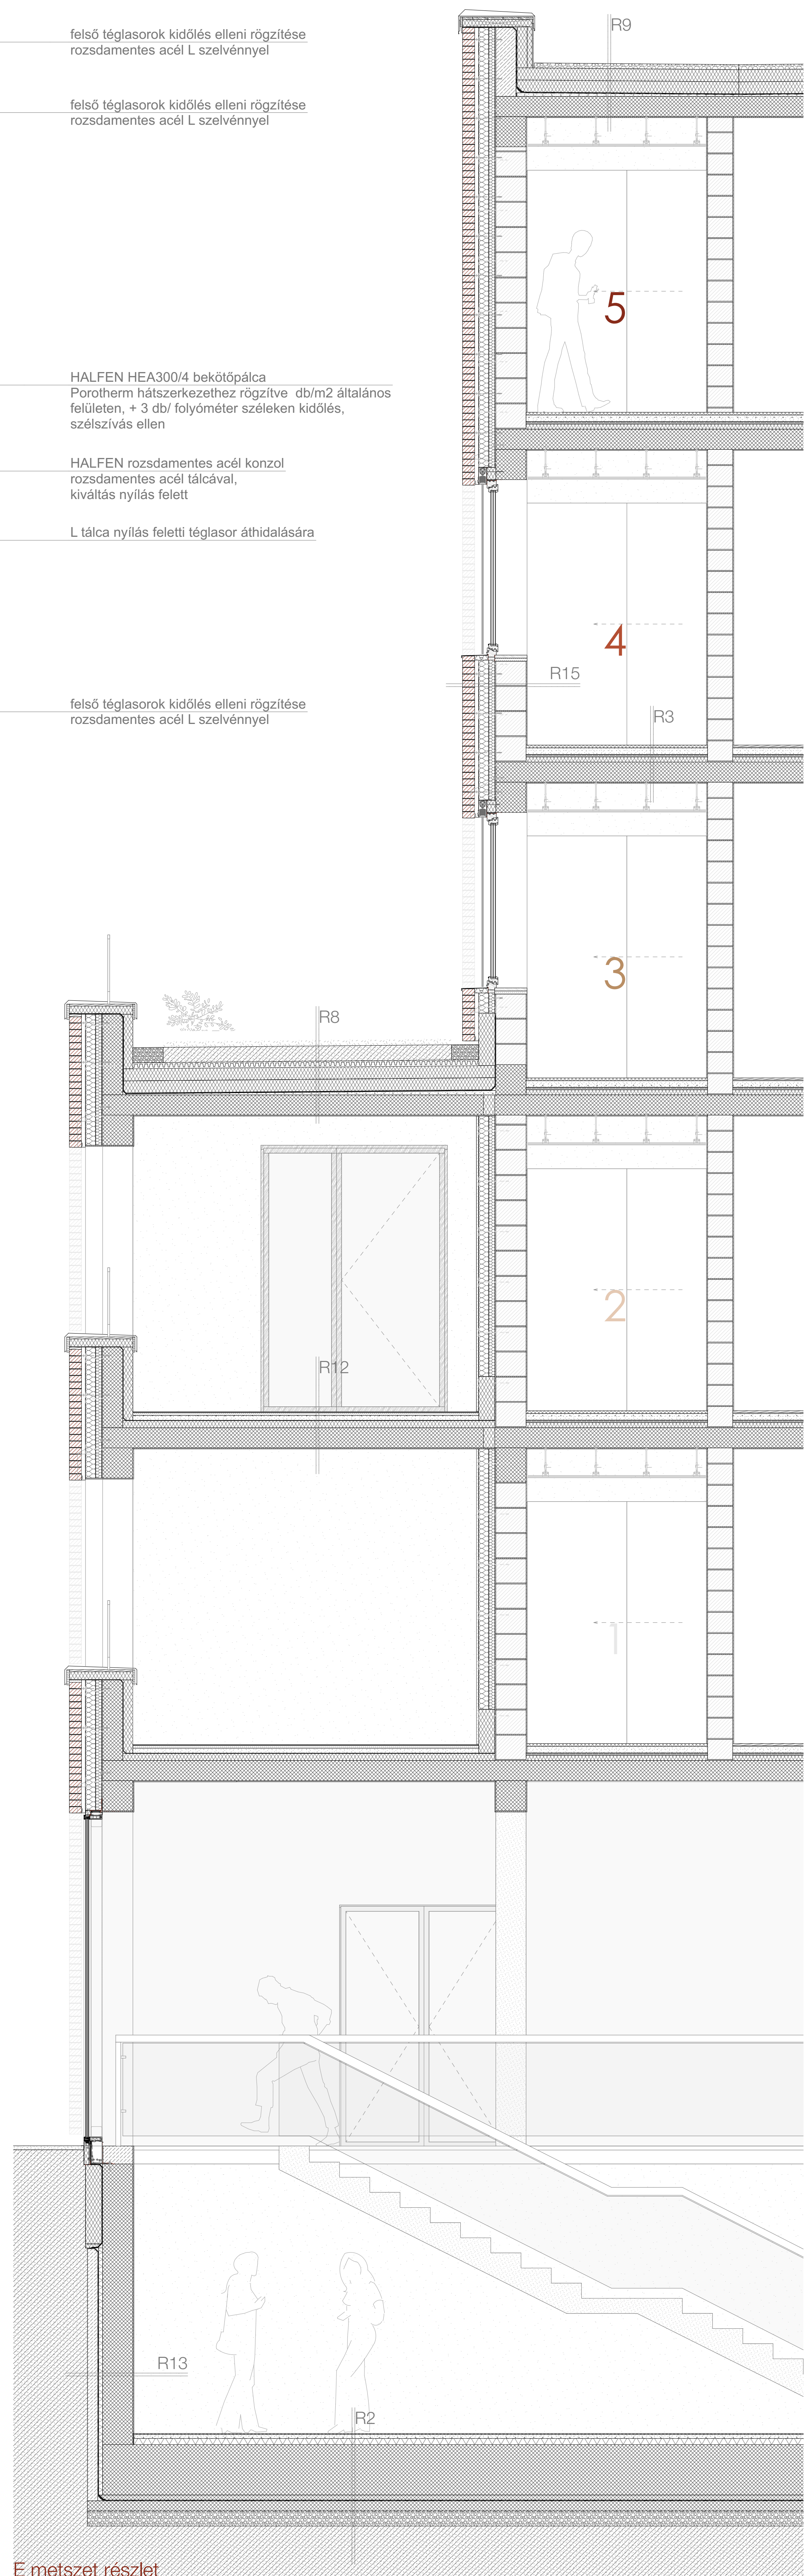 felső téglasorok kidőlés elleni rögzítése
rozsdamentes acél L szelvénnyel
R9
felső téglasorok kidőlés elleni rögzítése
rozsdamentes acél L szelvénnyel
5
HALFEN HEA300/4 bekötőpálca
Porotherm hátszerkezethez rögzítve  db/m2 általános
felületen, + 3 db/ folyóméter széleken kidőlés,
szélszívás ellen
HALFEN rozsdamentes acél konzol
rozsdamentes acél tálcával,
kiváltás nyílás felett
L tálca nyílás feletti téglasor áthidalására
4
R15
felső téglasorok kidőlés elleni rögzítése
rozsdamentes acél L szelvénnyel
R3
3
R8
2
R12
1
R13
R2
E metszet részlet